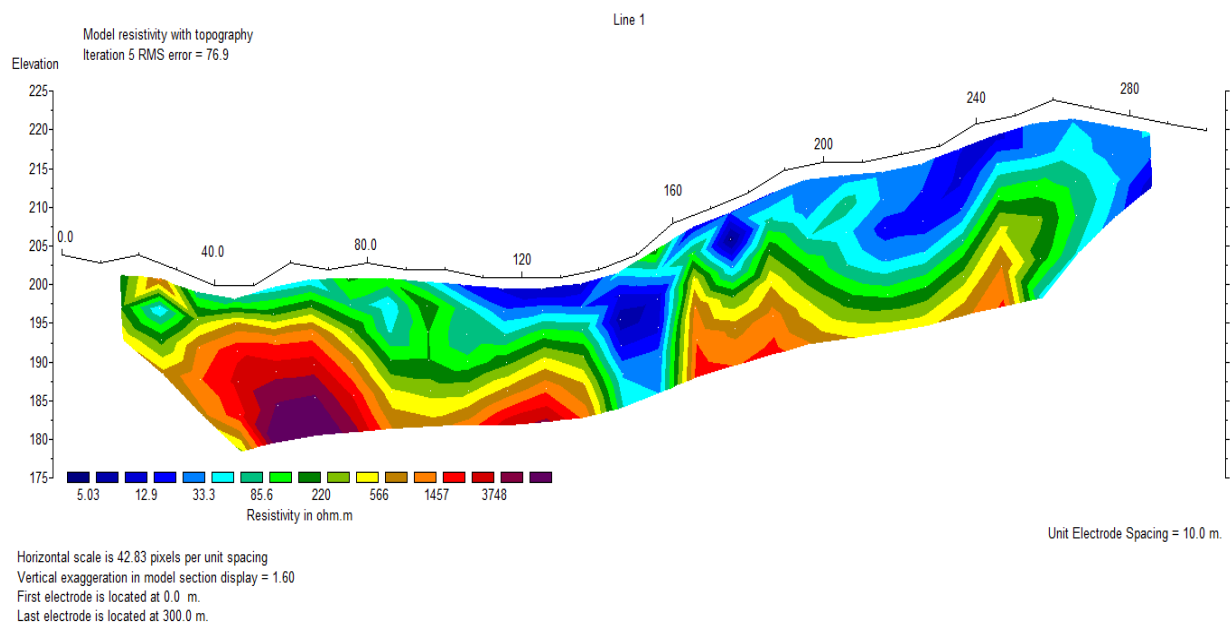 Line 1
Model resistivity with topography
Iteration 5 RMS error = 76.9
Elevation
225
220
215
210
205
200
195
190
185
180
175
0.0
40.0
80.0
120
160
200
240
280
5.03 12.9 33.3 85.6 220 566 1457 3748
Resistivity in ohm.m
Unit Electrode Spacing = 10.0 m.
Horizontal scale is 42.83 pixels per unit spacing
Vertical exaggeration in model section display = 1.60
First electrode is located at 0.0 m.
Last electrode is located at 300.0 m.